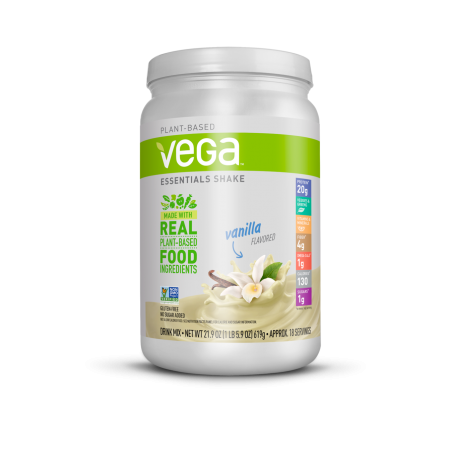 PLANT-BASED
vega
ESSENTIALS SHAKE
MADE WITH
REAL
PLANT-BASED
FOOD
INGREDIENTS
vanilla
FLAVORED
PROTEIN
20g
4g
1g
130
1g
GLUTEN FREE
NO SUGAR ADDED
DRINK MIX • NET WT 21.9 OZ (1 LB 5.9 OZ) 619g • APPROX. 18 SERVINGS